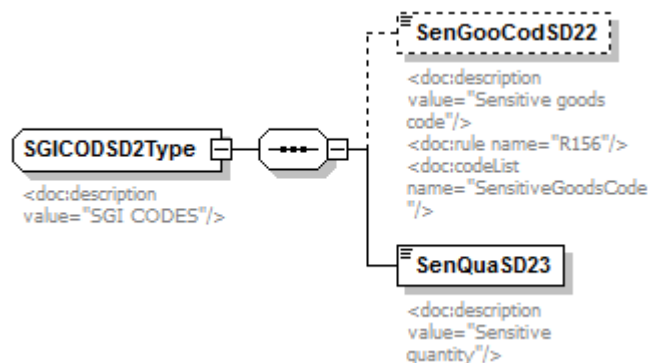 SGICODSD2Type
<doc:description
value="SGI CODES"/>
SenGooCodSD22
<doc:description
value="Sensitive goods
code"/>
<doc:rule name="R156"/>
<doc:codeList
name="SensitiveGoodsCode
"/>
SenQuaSD23
<doc:description
value="Sensitive
quantity"/>